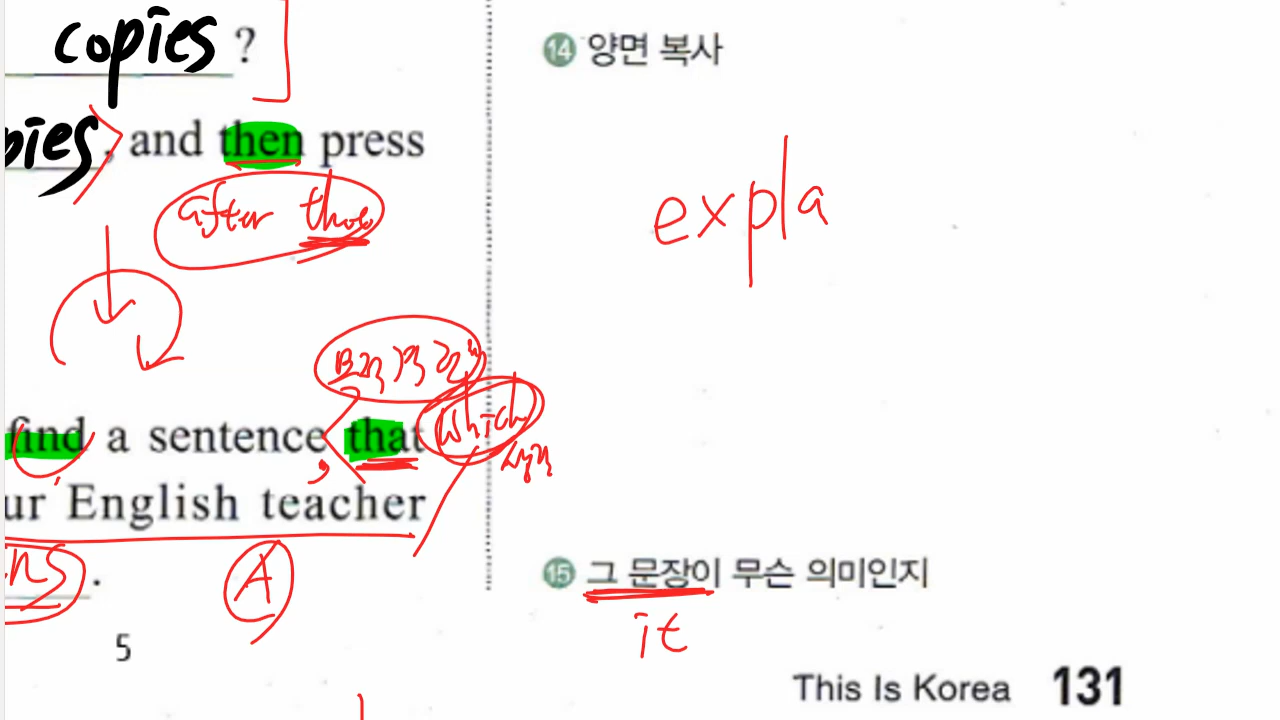 copies ?
⑭ 양면 복사
pies, and then press
after those
expla
find a sentence, that which
ur English teacher
ns . A
⑮ 그 문장이 무슨 의미인지
it
5
This Is Korea 131